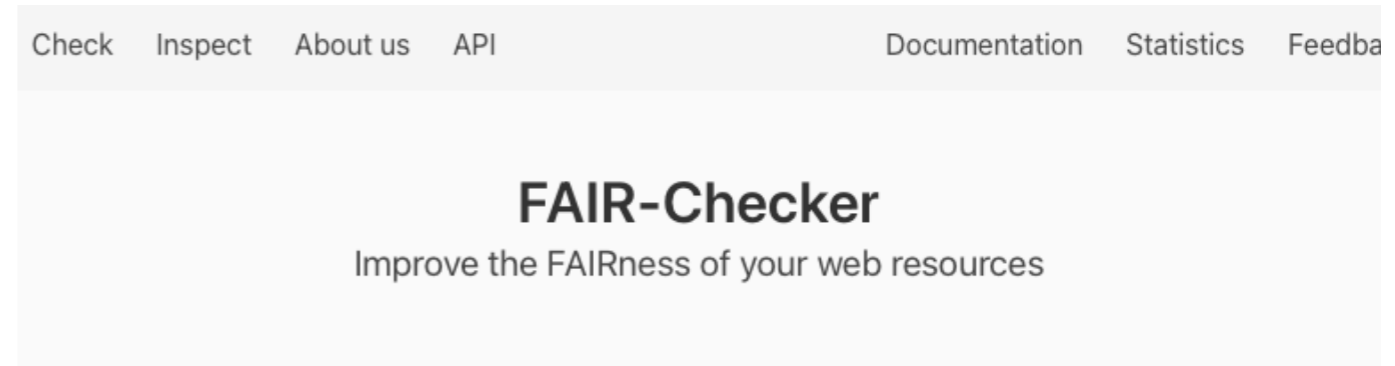 Check Inspect About us API Documentation Statistics
FAIR-Checker
Improve the FAIRness of your web resources